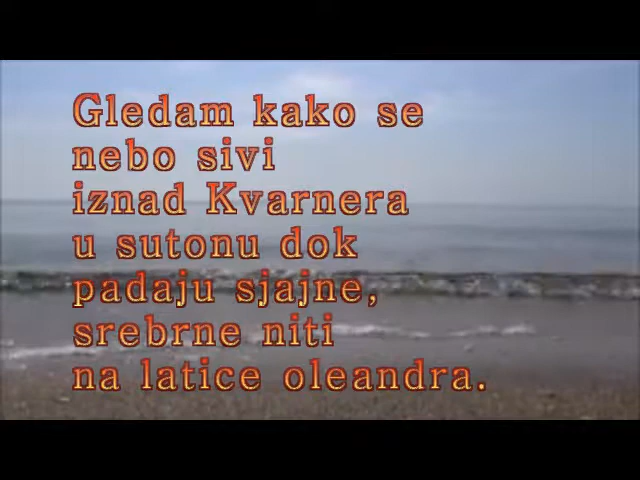 Gledam kako se
nebo sivi
iznad Kvarnera
u sutonu dok
padaju sjajne,
srebrne niti
na latice oleandra.